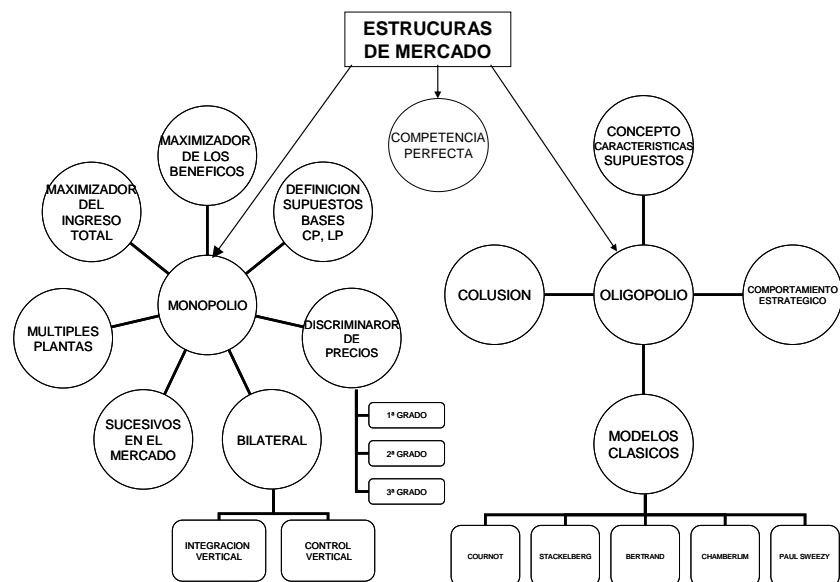 ESTRUCURAS
DE MERCADO
COMPETENCIA
PERFECTA
MAXIMIZADOR
DE LOS
BENEFICOS
MAXIMIZADOR
DEL
INGRESO
TOTAL
DEFINICION
SUPUESTOS
BASES
CP, LP
MONOPOLIO
MULTIPLES
PLANTAS
DISCRIMINAROR
DE
PRECIOS
SUCESIVOS
EN EL
MERCADO
BILATERAL
1ª GRADO
2ª GRADO
3ª GRADO
INTEGRACION
VERTICAL
CONTROL
VERTICAL
CONCEPTO
CARACTERISTICAS
SUPUESTOS
COLUSION
OLIGOPOLIO
COMPORTAMIENTO
ESTRATEGICO
MODELOS
CLASICOS
COURNOT
STACKELBERG
BERTRAND
CHAMBERLIM
PAUL SWEEZY